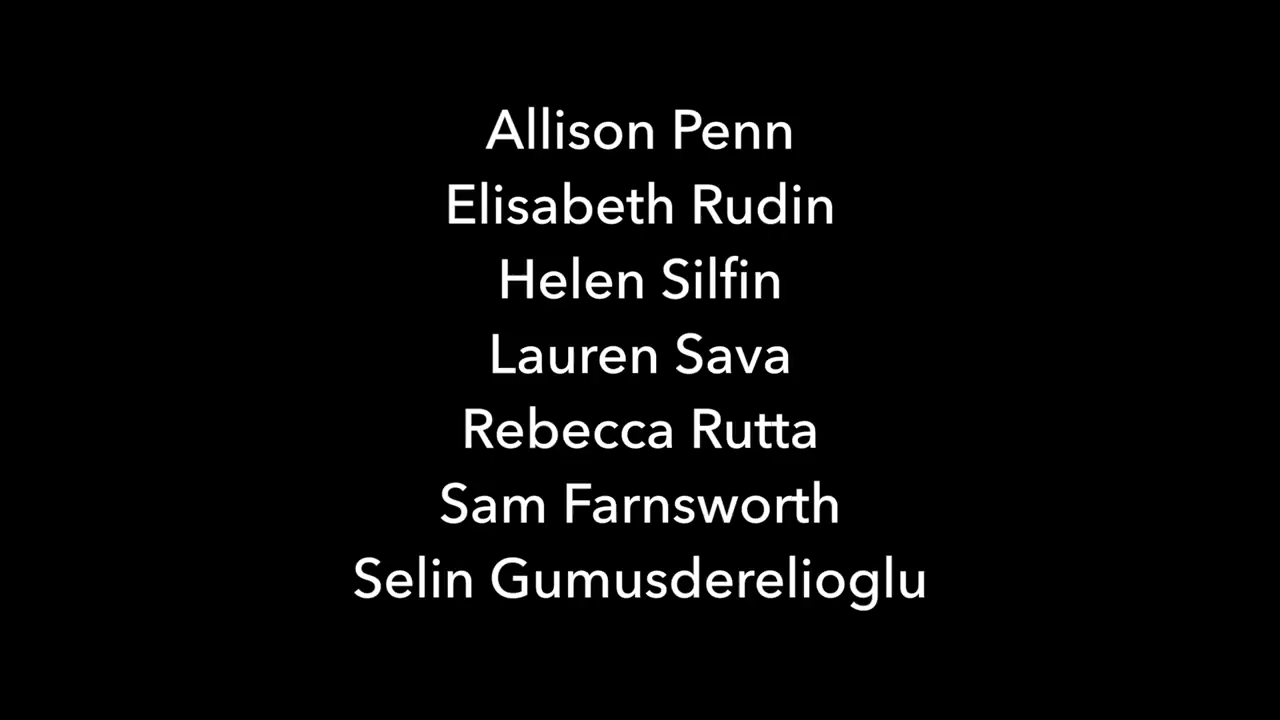 Allison Penn
Elisabeth Rudin
Helen Silfin
Lauren Sava
Rebecca Rutta
Sam Farnsworth
Selin Gumusderelioglu